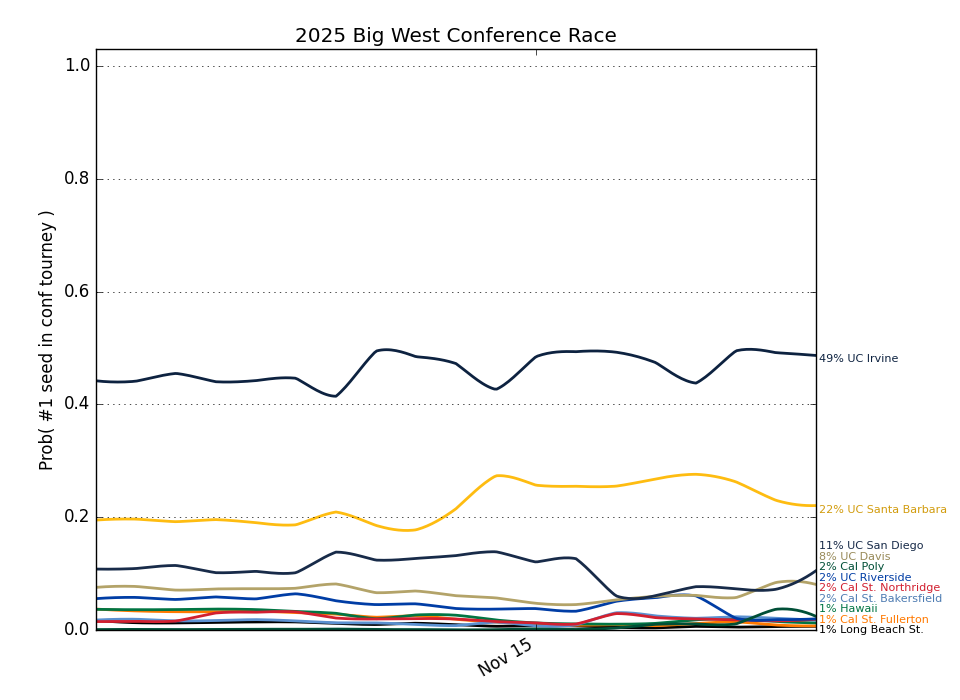 2025 Big West Conference Race
Prob( #1 seed in conf tourney )
1.0
0.8
0.6
0.4
0.2
0.0
Nov 15
49% UC Irvine
22% UC Santa Barbara
11% UC San Diego
8% UC Davis
2% Cal Poly
2% UC Riverside
2% Cal St. Northridge
2% Cal St. Bakersfield
1% Hawaii
1% Cal St. Fullerton
1% Long Beach St.